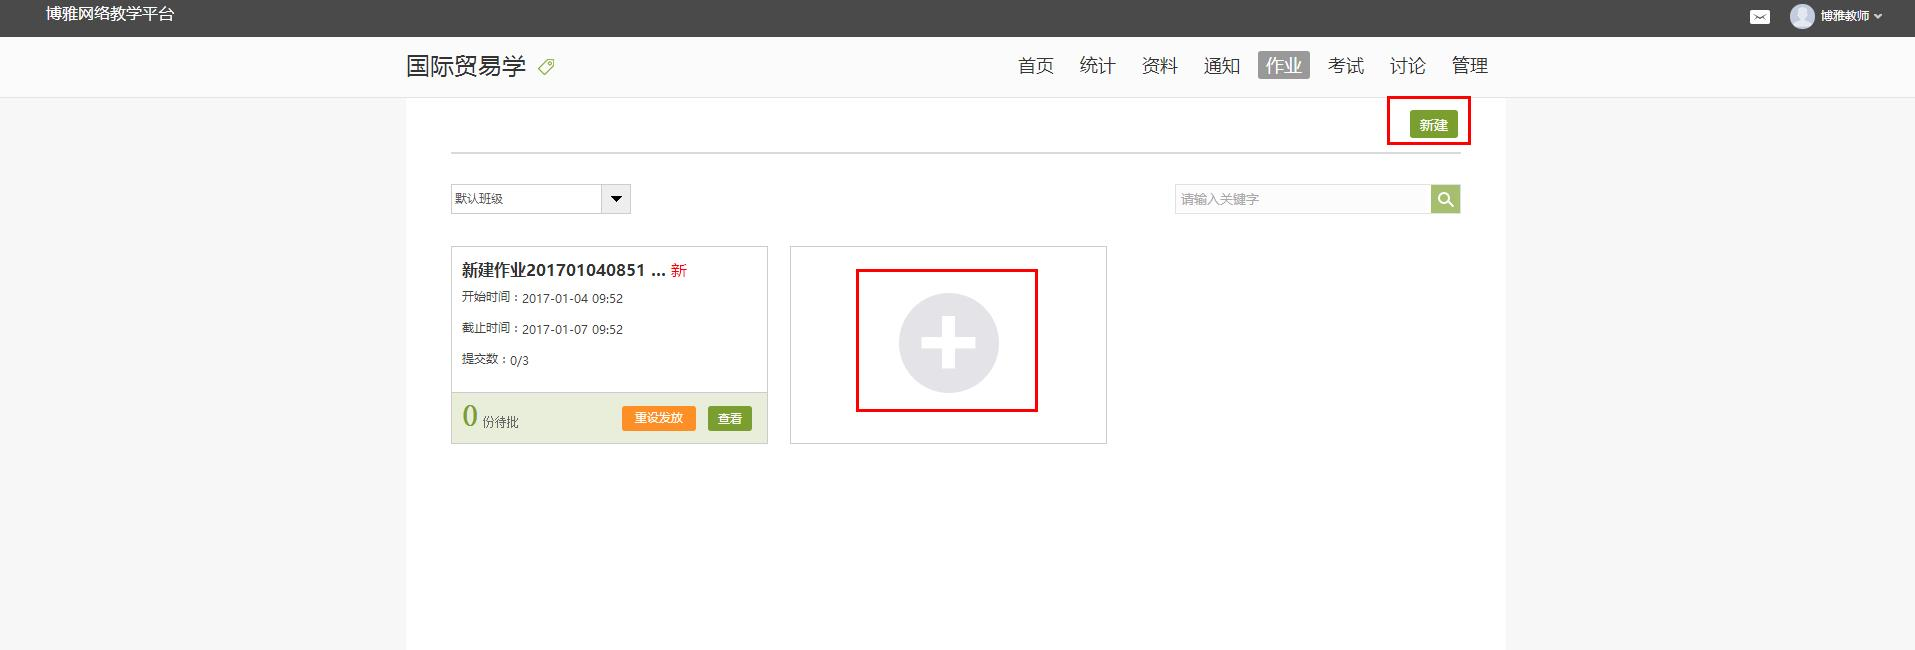 博雅网络教学平台
博雅教师
国际贸易学
首页 统计 资料 通知 作业 考试 讨论 管理
新建
默认班级
请输入关键字
新建作业201701040851 ... 新
开始时间：2017-01-04 09:52
截止时间：2017-01-07 09:52
提交数：0/3
0 份待批 重设发放 查看